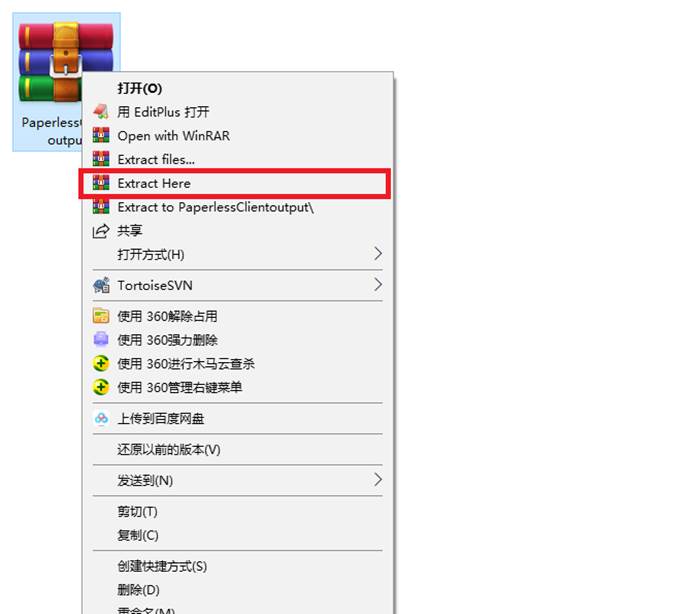 PaperlessC
outpu
打开(O)
用 EditPlus 打开
Open with WinRAR
Extract files...
Extract Here
Extract to PaperlessClientoutput\
共享
打开方式(H)
TortoiseSVN
使用 360解除占用
使用 360强力删除
使用 360进行木马云查杀
使用 360管理右键菜单
上传到百度网盘
还原以前的版本(V)
发送到(N)
剪切(T)
复制(C)
创建快捷方式(S)
删除(D)
重命名(M)